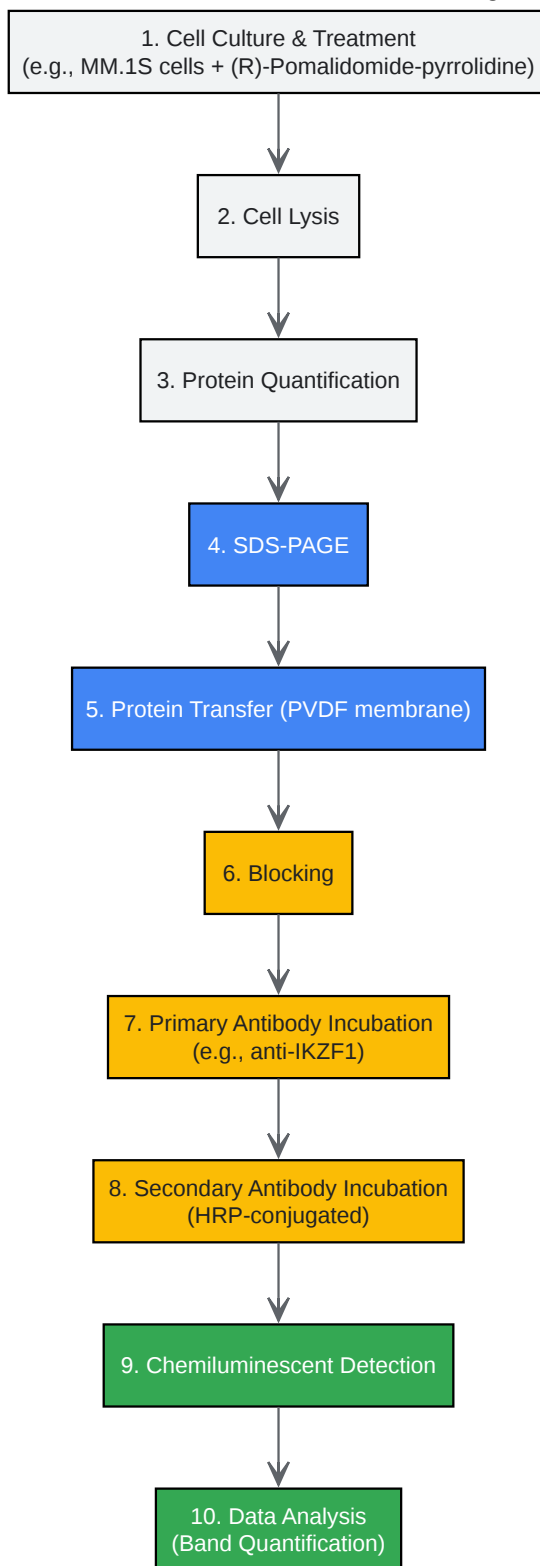 1. Cell Culture & Treatment
(e.g., MM.1S cells + (R)-Pomalidomide-pyrrolidine)
2. Cell Lysis
3. Protein Quantification
4. SDS-PAGE
5. Protein Transfer (PVDF membrane)
6. Blocking
7. Primary Antibody Incubation
(e.g., anti-IKZF1)
8. Secondary Antibody Incubation
(HRP-conjugated)
9. Chemiluminescent Detection
10. Data Analysis
(Band Quantification)